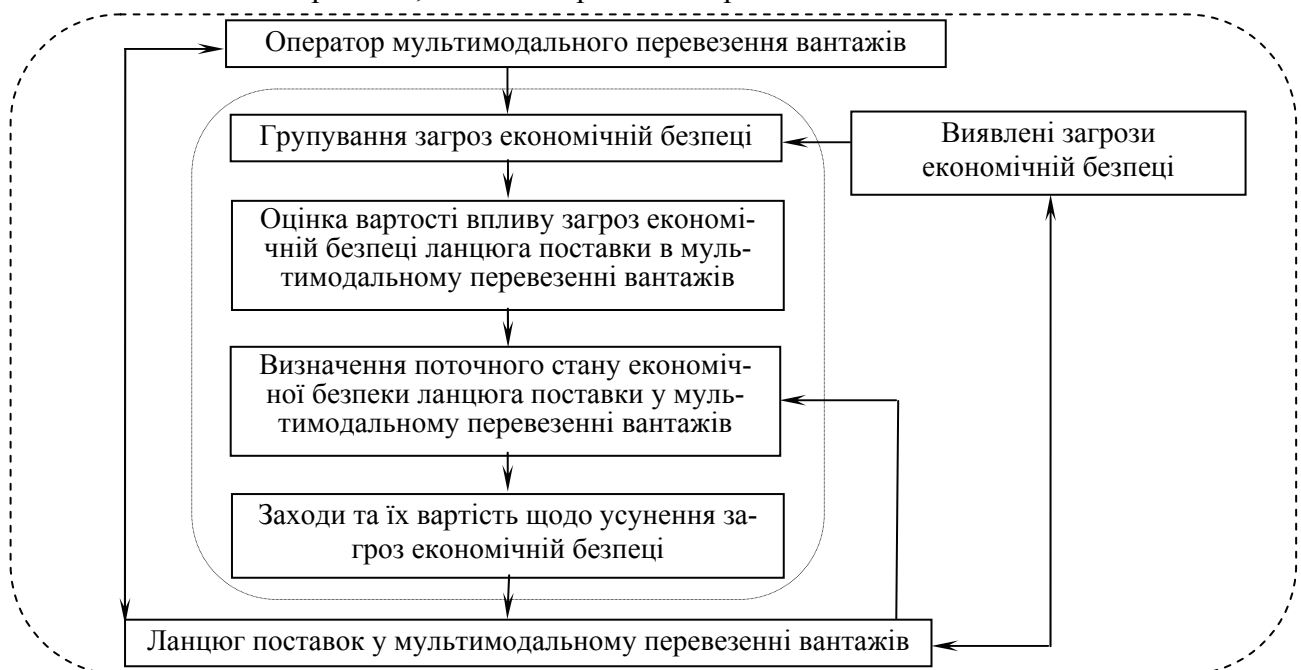 Оператор мультимодального перевезення вантажів
Групування загроз економічній безпеці
Виявлені загрози
економічній безпеці
Оцінка вартості впливу загроз економі-
чній безпеці ланцюга поставки в муль-
тимодальному перевезенні вантажів
Визначення поточного стану економіч-
ної безпеки ланцюга поставки у муль-
тимодальному перевезенні вантажів
Заходи та їх вартість щодо усунення за-
гроз економічній безпеці
Ланцюг поставок у мультимодальному перевезенні вантажів